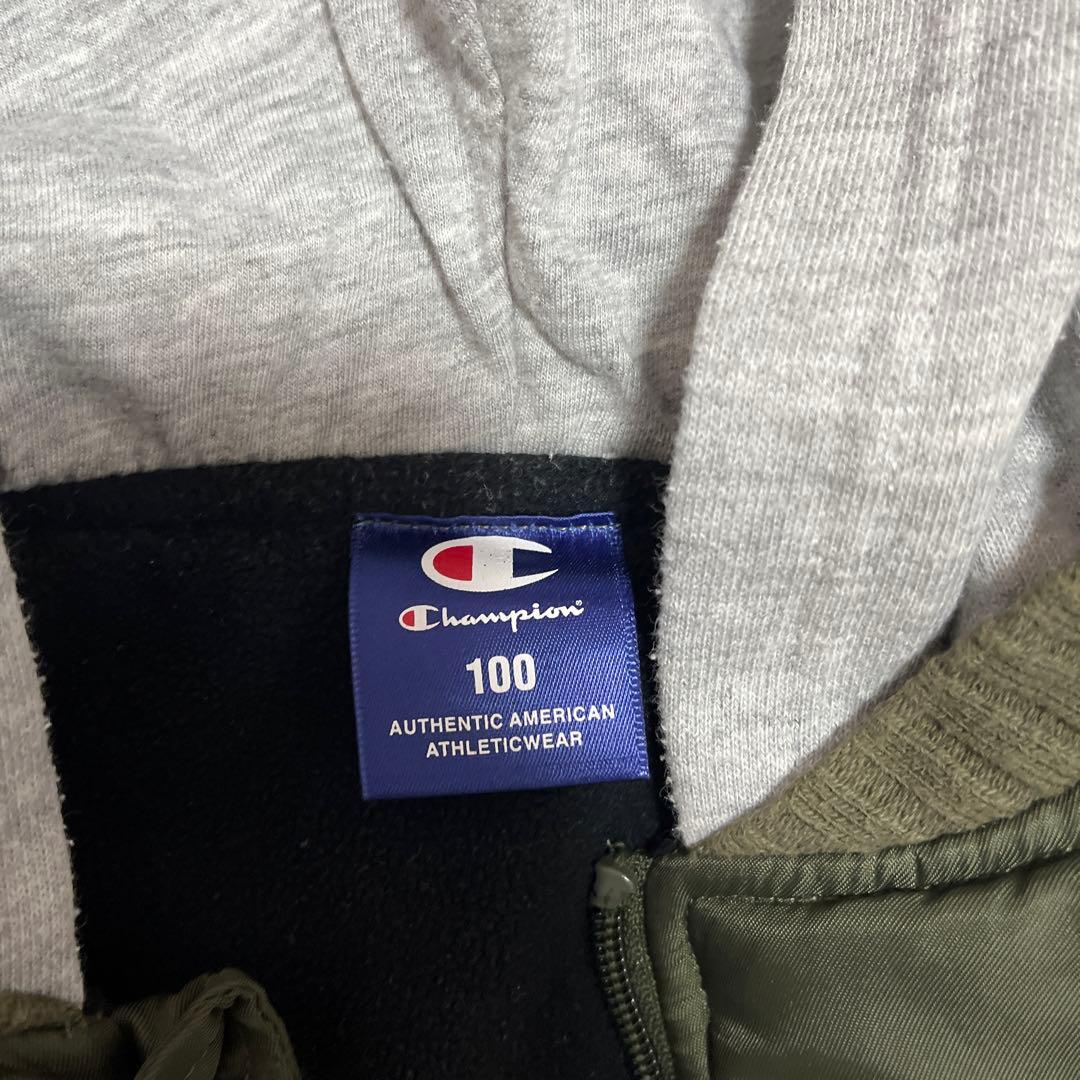 Champion®
100
AUTHENTIC AMERICAN
ATHLETICWEAR